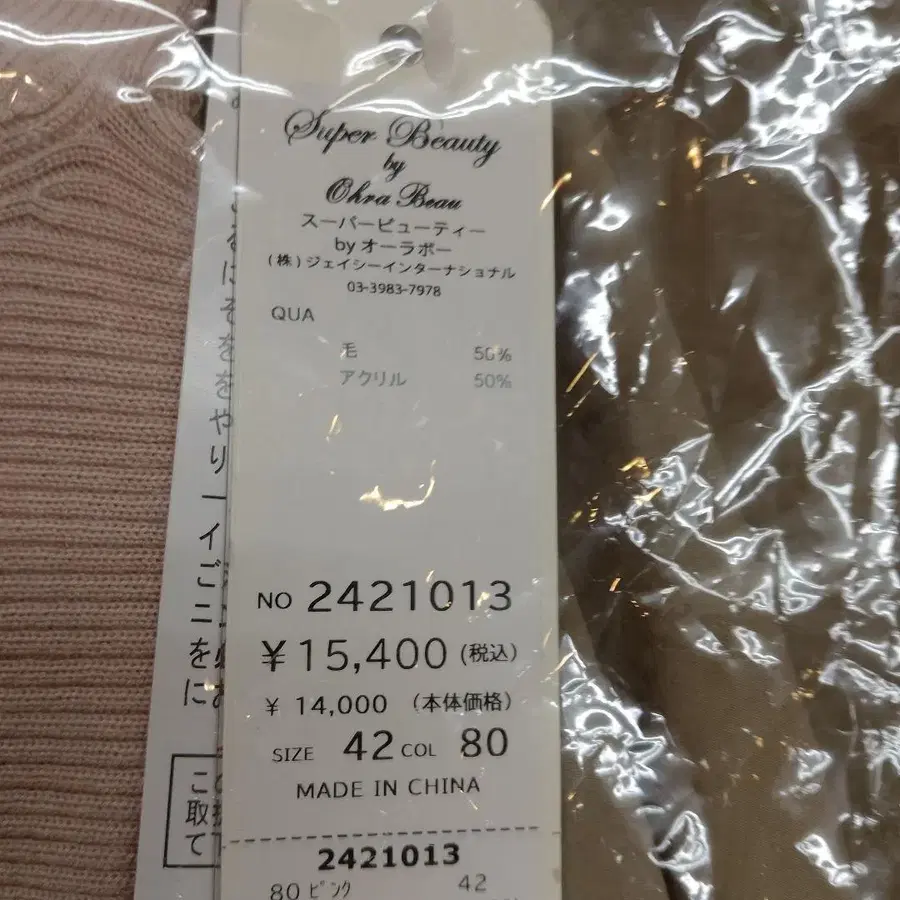 Super Beauty
by
Ohra Beau
スーパービューティー
by オーラボー
(株)ジェイシーインターナショナル
03-3983-7978
QUA
毛 50%
アクリル 50%
NO 2421013
¥15,400 (税込)
¥ 14,000 (本体価格)
SIZE 42 COL 80
MADE IN CHINA
2421013
80 ピンク 42